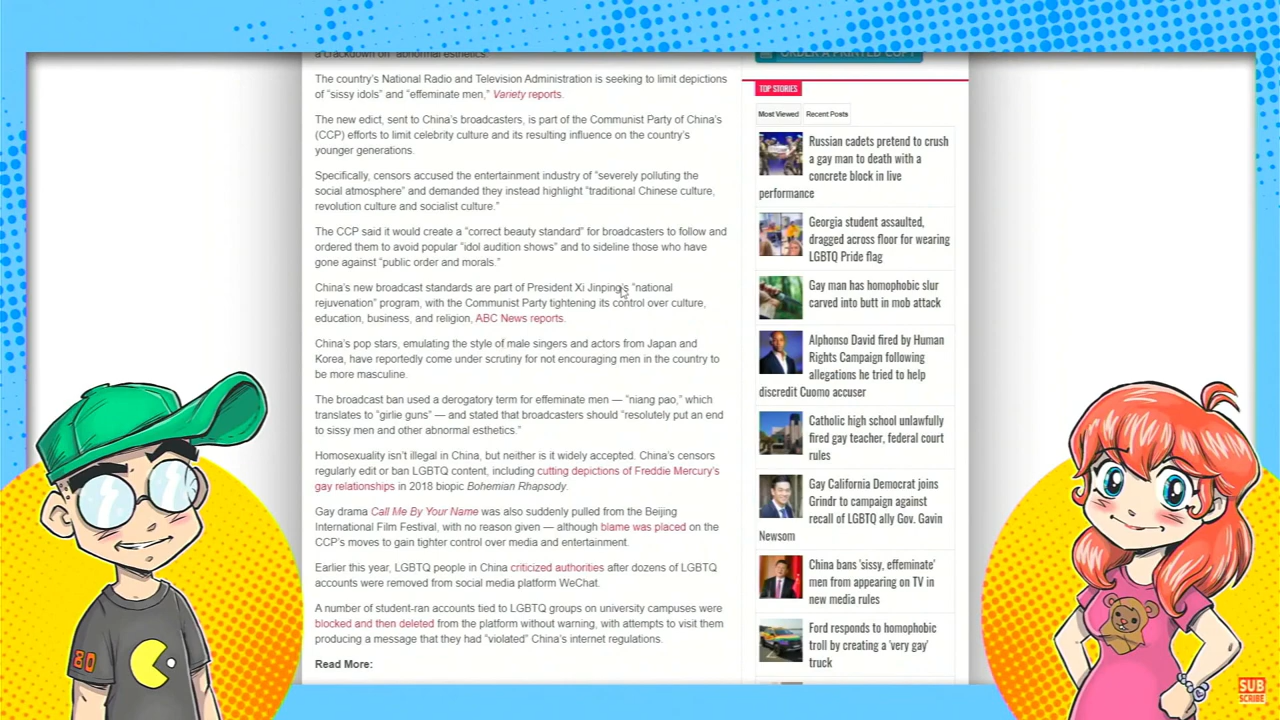 a crackdown on "abnormal esthetics."
The country's National Radio and Television Administration is seeking to limit depictions
of "sissy idols" and "effeminate men," Variety reports.
The new edict, sent to China's broadcasters, is part of the Communist Party of China's
(CCP) efforts to limit celebrity culture and its resulting influence on the country's
younger generations.
Specifically, censors accused the entertainment industry of "severely polluting the
social atmosphere" and demanded they instead highlight "traditional Chinese culture,
revolution culture and socialist culture."
The CCP said it would create a "correct beauty standard" for broadcasters to follow and
ordered them to avoid popular "idol audition shows" and to sideline those who have
gone against "public order and morals."
China's new broadcast standards are part of President Xi Jinping's "national
rejuvenation" program, with the Communist Party tightening its control over culture,
education, business, and religion, ABC News reports.
China's pop stars, emulating the style of male singers and actors from Japan and
Korea, have reportedly come under scrutiny for not encouraging men in the country to
be more masculine.
The broadcast ban used a derogatory term for effeminate men — "niang pao," which
translates to "girlie guns" — and stated that broadcasters should "resolutely put an end
to sissy men and other abnormal esthetics."
Homosexuality isn't illegal in China, but neither is it widely accepted. China's censors
regularly edit or ban LGBTQ content, including cutting depictions of Freddie Mercury's
gay relationships in 2018 biopic Bohemian Rhapsody.
Gay drama Call Me By Your Name was also suddenly pulled from the Beijing
International Film Festival, with no reason given — although blame was placed on the
CCP's moves to gain tighter control over media and entertainment.
Earlier this year, LGBTQ people in China criticized authorities after dozens of LGBTQ
accounts were removed from social media platform WeChat.
A number of student-ran accounts tied to LGBTQ groups on university campuses were
blocked and then deleted from the platform without warning, with attempts to visit them
producing a message that they had "violated" China's internet regulations.
Read More:
ORDER A PRINTED COPY
TOP STORIES
Most Viewed
Recent Posts
Russian cadets pretend to crush
a gay man to death with a
concrete block in live
performance
Georgia student assaulted,
dragged across floor for wearing
LGBTQ Pride flag
Gay man has homophobic slur
carved into butt in mob attack
Alphonso David fired by Human
Rights Campaign following
allegations he tried to help
discredit Cuomo accuser
Catholic high school unlawfully
fired gay teacher, federal court
rules
Gay California Democrat joins
Grindr to campaign against
recall of LGBTQ ally Gov. Gavin
Newsom
China bans 'sissy, effeminate'
men from appearing on TV in
new media rules
Ford responds to homophobic
troll by creating a 'very gay'
truck
80
SUB
SCRIBE